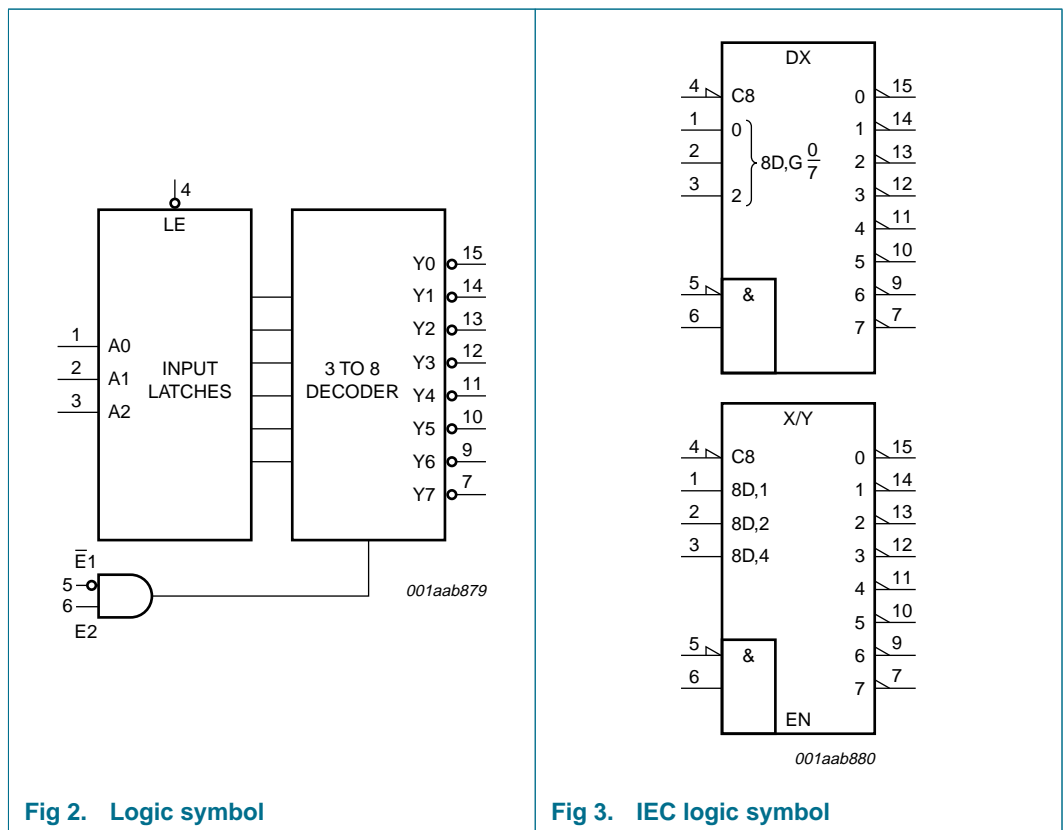 4
LE
1 A0
2 A1
3 A2
INPUT
LATCHES
3 TO 8
DECODER
Y0 15
Y1 14
Y2 13
Y3 12
Y4 11
Y5 10
Y6 9
Y7 7
E̅1
5
6
E2
001aab879
Fig 2. Logic symbol
DX
4 C8
1 0
2
3 2
8D,G 0/7
5 &
6
0 15
1 14
2 13
3 12
4 11
5 10
6 9
7 7
X/Y
4 C8
1 8D,1
2 8D,2
3 8D,4
5 &
6
EN
0 15
1 14
2 13
3 12
4 11
5 10
6 9
7 7
001aab880
Fig 3. IEC logic symbol